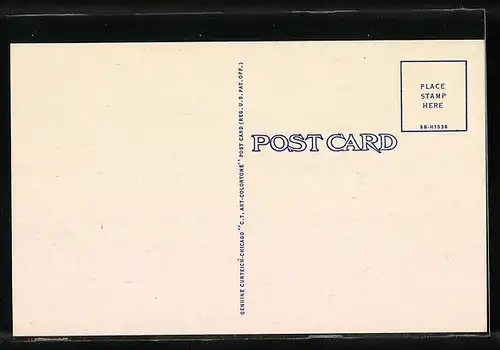 GENUINE CURTEICH-CHICAGO "C.T. ART-COLORTONE" POST CARD (REG. U.S. PAT. OFF.)
PLACE
STAMP
HERE
8B-H1536
POST CARD